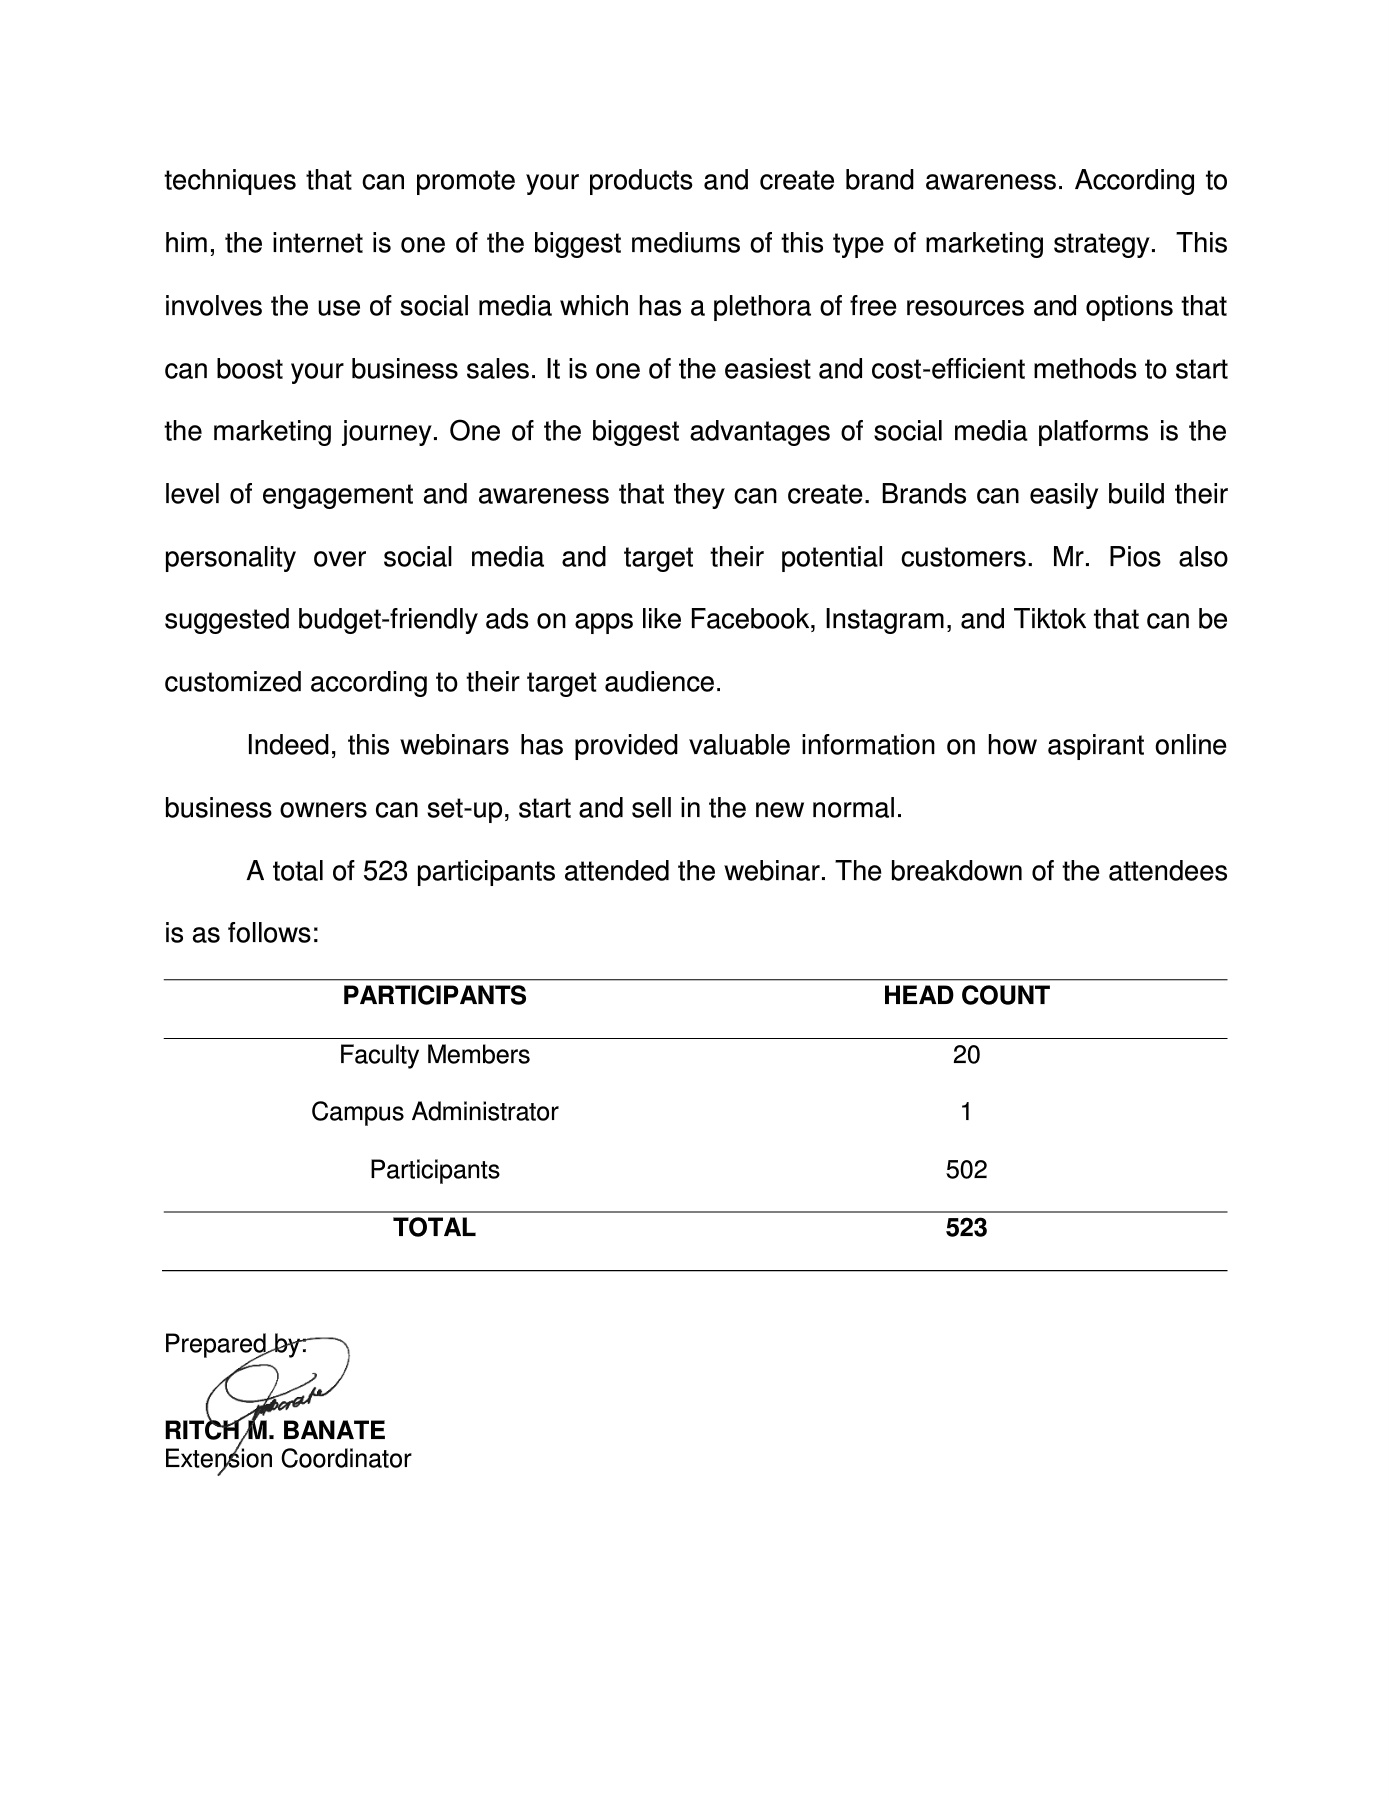 techniques that can promote your products and create brand awareness. According to
him, the internet is one of the biggest mediums of this type of marketing strategy.  This
involves the use of social media which has a plethora of free resources and options that
can boost your business sales. It is one of the easiest and cost-efficient methods to start
the marketing journey. One of the biggest advantages of social media platforms is the
level of engagement and awareness that they can create. Brands can easily build their
personality over social media and target their potential customers. Mr. Pios also
suggested budget-friendly ads on apps like Facebook, Instagram, and Tiktok that can be
customized according to their target audience.
Indeed, this webinars has provided valuable information on how aspirant online
business owners can set-up, start and sell in the new normal.
A total of 523 participants attended the webinar. The breakdown of the attendees
is as follows:
PARTICIPANTS HEAD COUNT
Faculty Members 20
Campus Administrator 1
Participants 502
TOTAL 523
Prepared by:
RITCH M. BANATE
Extension Coordinator